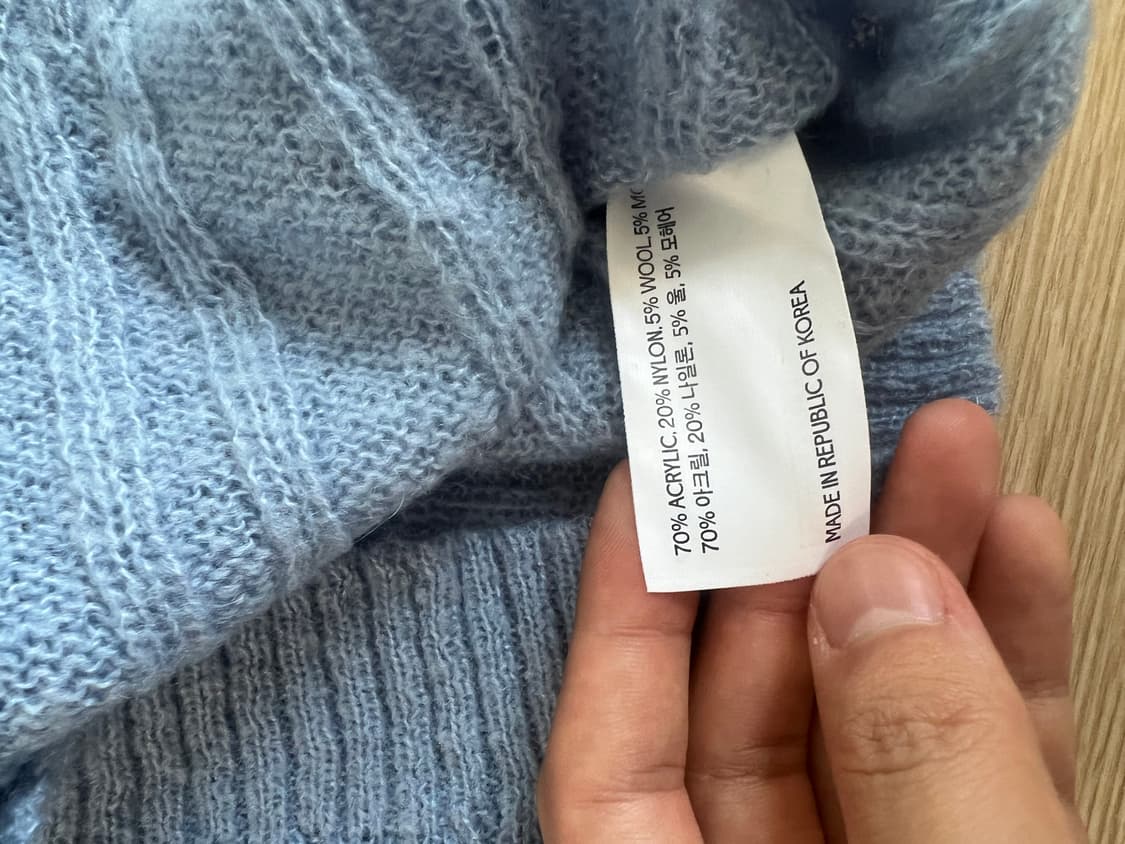 70% ACRYLIC, 20% NYLON, 5% WOOL, 5%
70% 아크릴, 20% 나일론, 5% 울, 5% 모헤어
MADE IN REPUBLIC OF KOREA